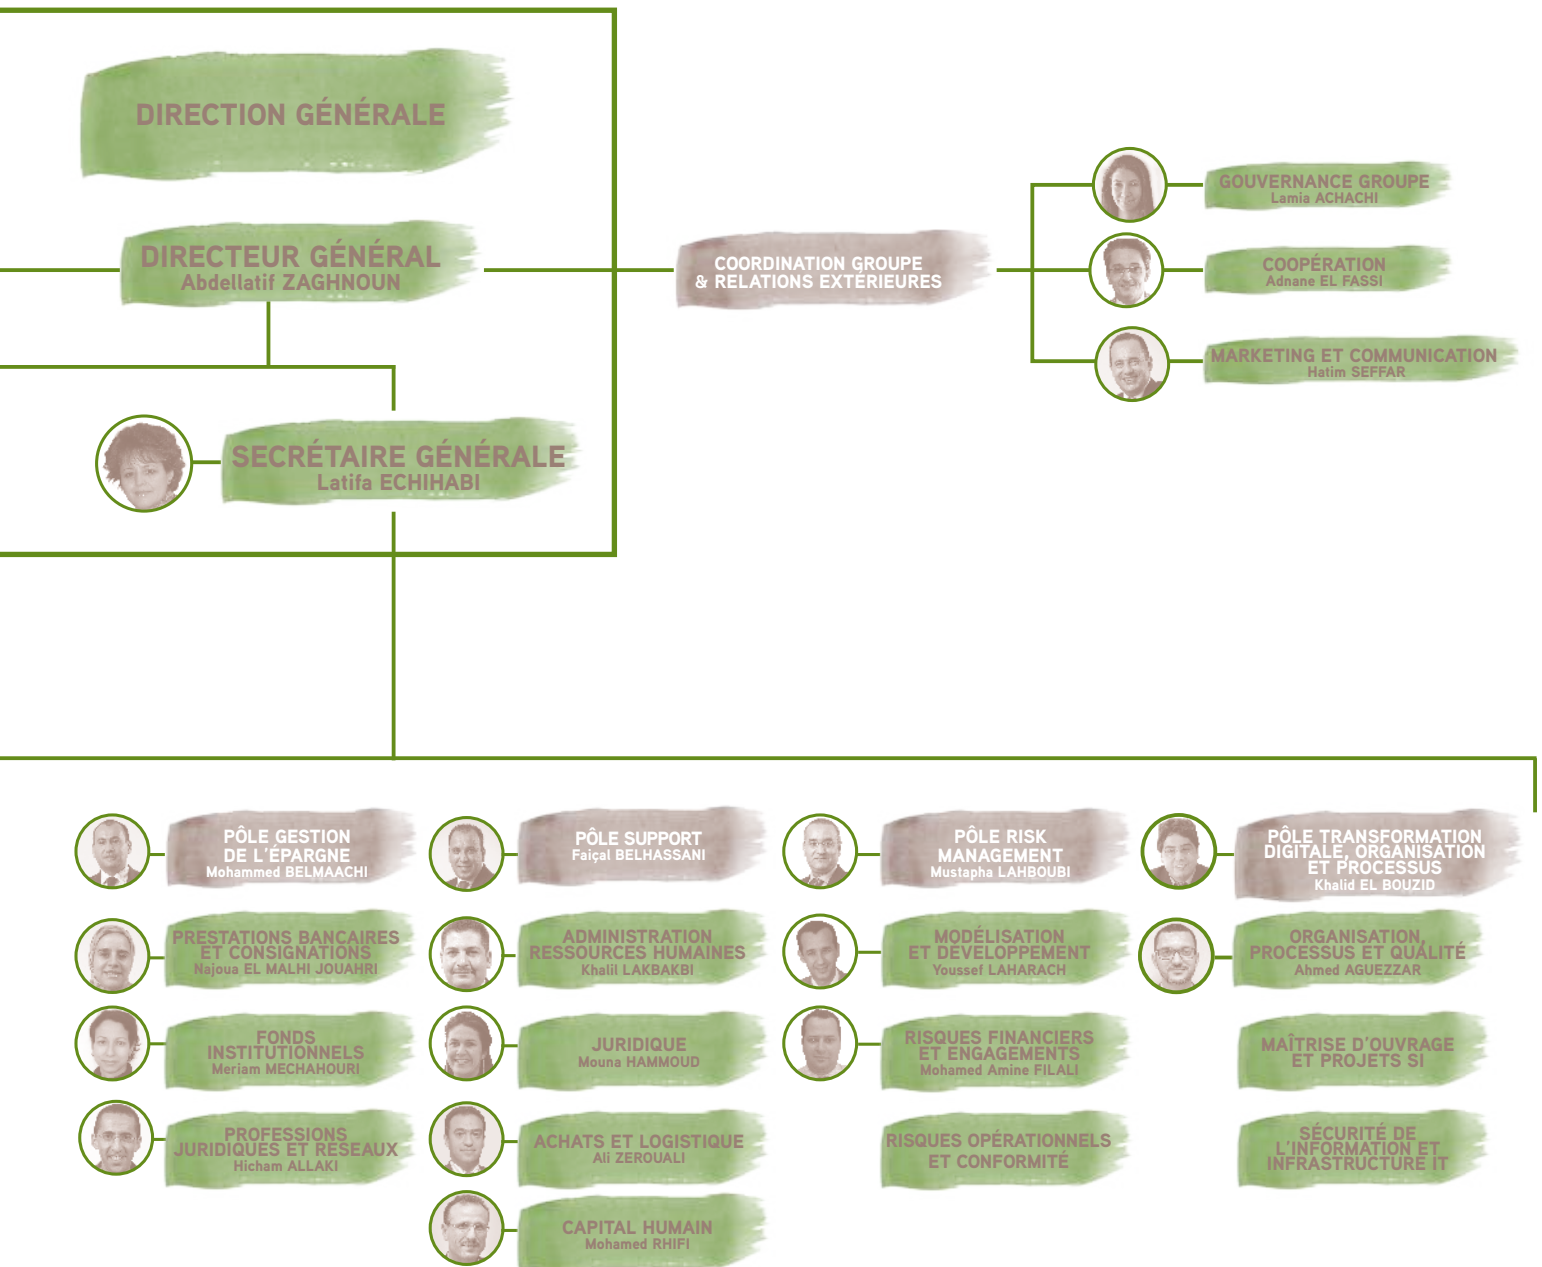 DIRECTION GÉNÉRALE
DIRECTEUR GÉNÉRAL
Abdellatif ZAGHNOUN
SECRÉTAIRE GÉNÉRALE
Latifa ECHIHABI
COORDINATION GROUPE
& RELATIONS EXTÉRIEURES
GOUVERNANCE GROUPE
Lamia ACHACHI
COOPÉRATION
Adnane EL FASSI
MARKETING ET COMMUNICATION
Hatim SEFFAR
PÔLE GESTION
DE L'ÉPARGNE
Mohammed BELMAACHI
PRESTATIONS BANCAIRES
ET CONSIGNATIONS
Najoua EL MALHI JOUAHRI
FONDS
INSTITUTIONNELS
Meriam MECHAHOURI
PROFESSIONS
JURIDIQUES ET RÉSEAUX
Hicham ALLAKI
PÔLE SUPPORT
Faiçal BELHASSANI
ADMINISTRATION
RESSOURCES HUMAINES
Khalil LAKBAKBI
JURIDIQUE
Mouna HAMMOUD
ACHATS ET LOGISTIQUE
Ali ZEROUALI
CAPITAL HUMAIN
Mohamed RHIFI
PÔLE RISK
MANAGEMENT
Mustapha LAHBOUBI
MODÉLISATION
ET DÉVELOPPEMENT
Youssef LAHARACH
RISQUES FINANCIERS
ET ENGAGEMENTS
Mohamed Amine FILALI
RISQUES OPÉRATIONNELS
ET CONFORMITÉ
PÔLE TRANSFORMATION
DIGITALE, ORGANISATION
ET PROCESSUS
Khalid EL BOUZID
ORGANISATION,
PROCESSUS ET QUALITÉ
Ahmed AGUEZZAR
MAÎTRISE D'OUVRAGE
ET PROJETS SI
SÉCURITÉ DE
L'INFORMATION ET
INFRASTRUCTURE IT